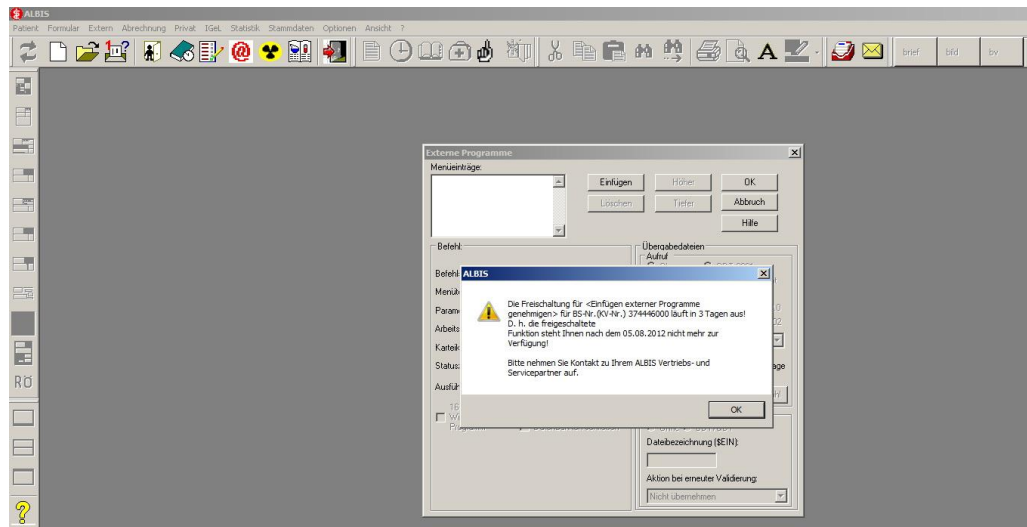 ALBIS
Patient Formular Extern Abrechnung Privat IGeL Statistik Stammdaten Optionen Ansicht ?
brief bfd bv
RÖ
Externe Programme
Menüeinträge:
Einfügen Höher OK
Löschen Tiefer Abbruch
Hilfe
Befehl: Übergabedateien
Aufruf
Befehl:
ALBIS
Die Freischaltung für <Einfügen externer Programme
genehmigen> für BS-Nr.(KV-Nr.) 374446000 läuft in 3 Tagen aus!
D. h. die freigeschaltete
Funktion steht Ihnen nach dem 05.08.2012 nicht mehr zur
Verfügung!
Bitte nehmen Sie Kontakt zu Ihrem ALBIS Vertriebs- und
Servicepartner auf.
OK
Status:
Dateibezeichnung ($EIN):
Aktion bei erneuter Validierung:
Nicht übernehmen